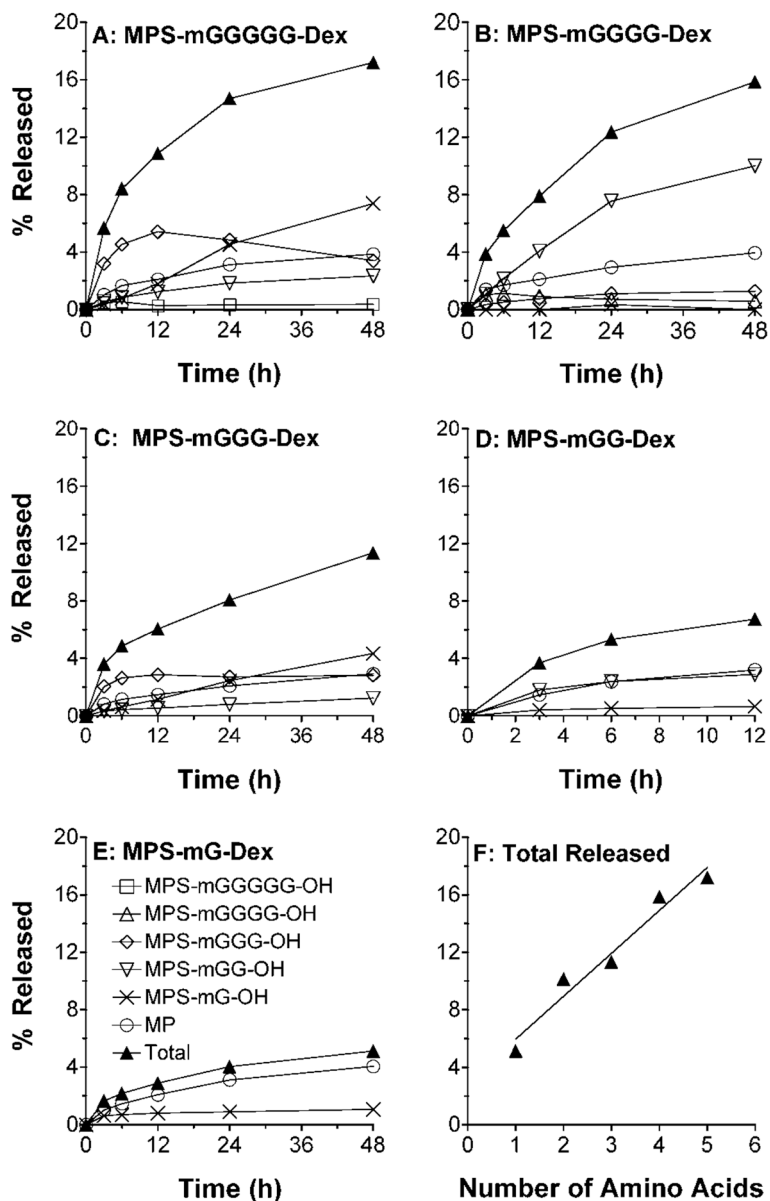 A: MPS-mGGGGG-Dex
% Released
20
16
12
8
4
0
0 12 24 36 48
Time (h)
B: MPS-mGGGG-Dex
20
16
12
8
4
0
0 12 24 36 48
Time (h)
C: MPS-mGGG-Dex
% Released
20
16
12
8
4
0
0 12 24 36 48
Time (h)
D: MPS-mGG-Dex
20
16
12
8
4
0
0 2 4 6 8 10 12
Time (h)
E: MPS-mG-Dex
MPS-mGGGGG-OH
MPS-mGGGG-OH
MPS-mGGG-OH
MPS-mGG-OH
MPS-mG-OH
MP
Total
% Released
20
16
12
8
4
0
0 12 24 36 48
Time (h)
F: Total Released
20
16
12
8
4
0
0 1 2 3 4 5 6
Number of Amino Acids